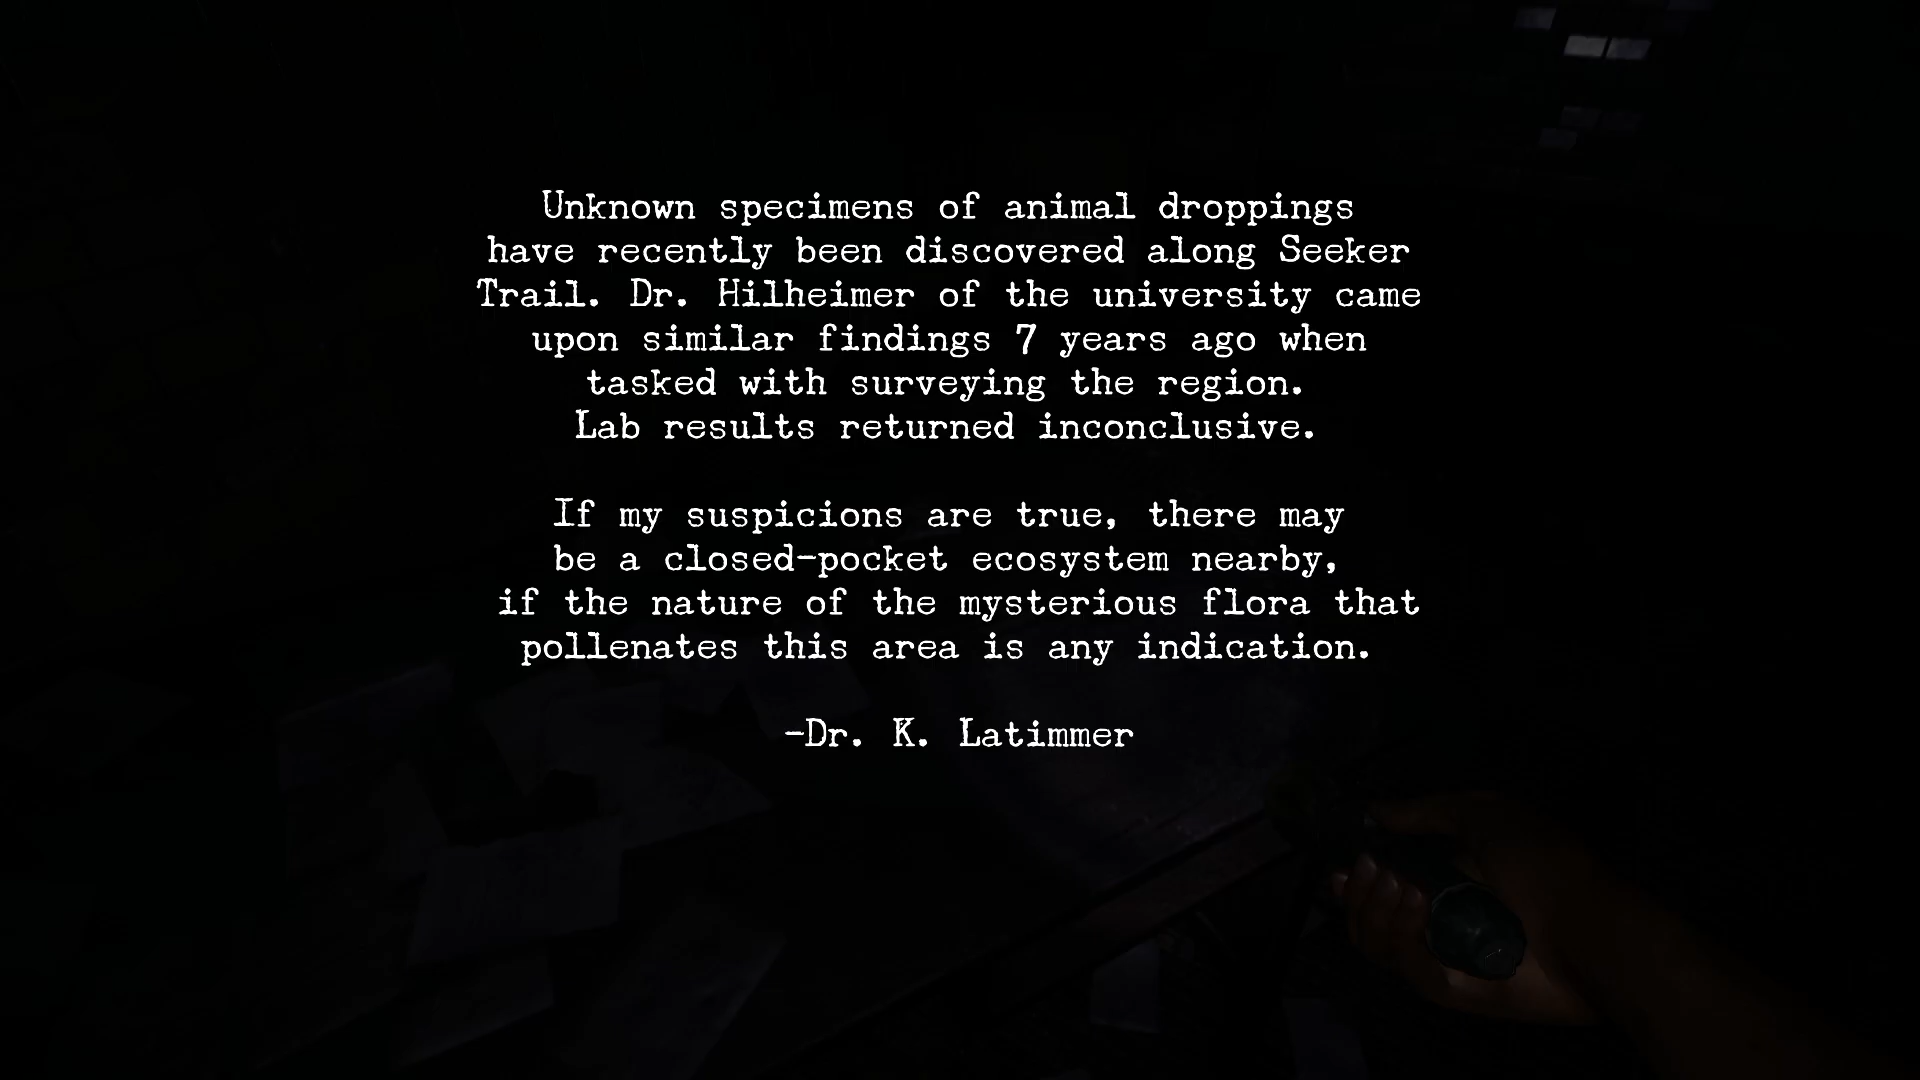 Unknown specimens of animal droppings
have recently been discovered along Seeker
Trail. Dr. Hilheimer of the university came
upon similar findings 7 years ago when
tasked with surveying the region.
Lab results returned inconclusive.
If my suspicions are true, there may
be a closed-pocket ecosystem nearby,
if the nature of the mysterious flora that
pollenates this area is any indication.
-Dr. K. Latimmer